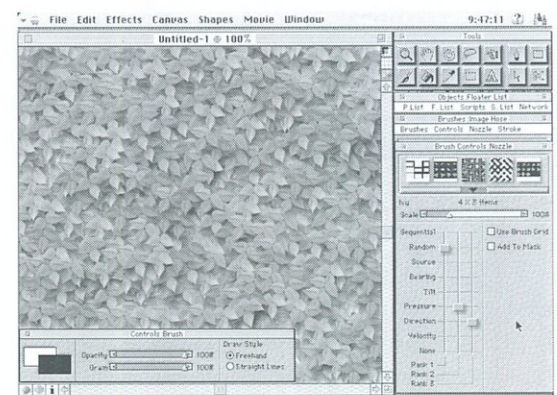 File Edit Effects Canvas Shapes Movie Window 9:47:11
Untitled-1 @ 100%
Tools
Objects Floater List
P List F List Scripts S. List Network
Brushes Image Hose
Brushes Controls Nozzle Stroke
Brush Controls Nozzle
Ivy 4 X 8 Items
Scale 100%
Sequential Use Brush Grid
Random Add To Mask
Source
Bearing
Tilt
Pressure
Direction
Velocity
None
Rank 1
Rank 2
Rank 3
Controls Brush
Draw Style
Opacity 100% Freehand
Grain 100% Straight Lines